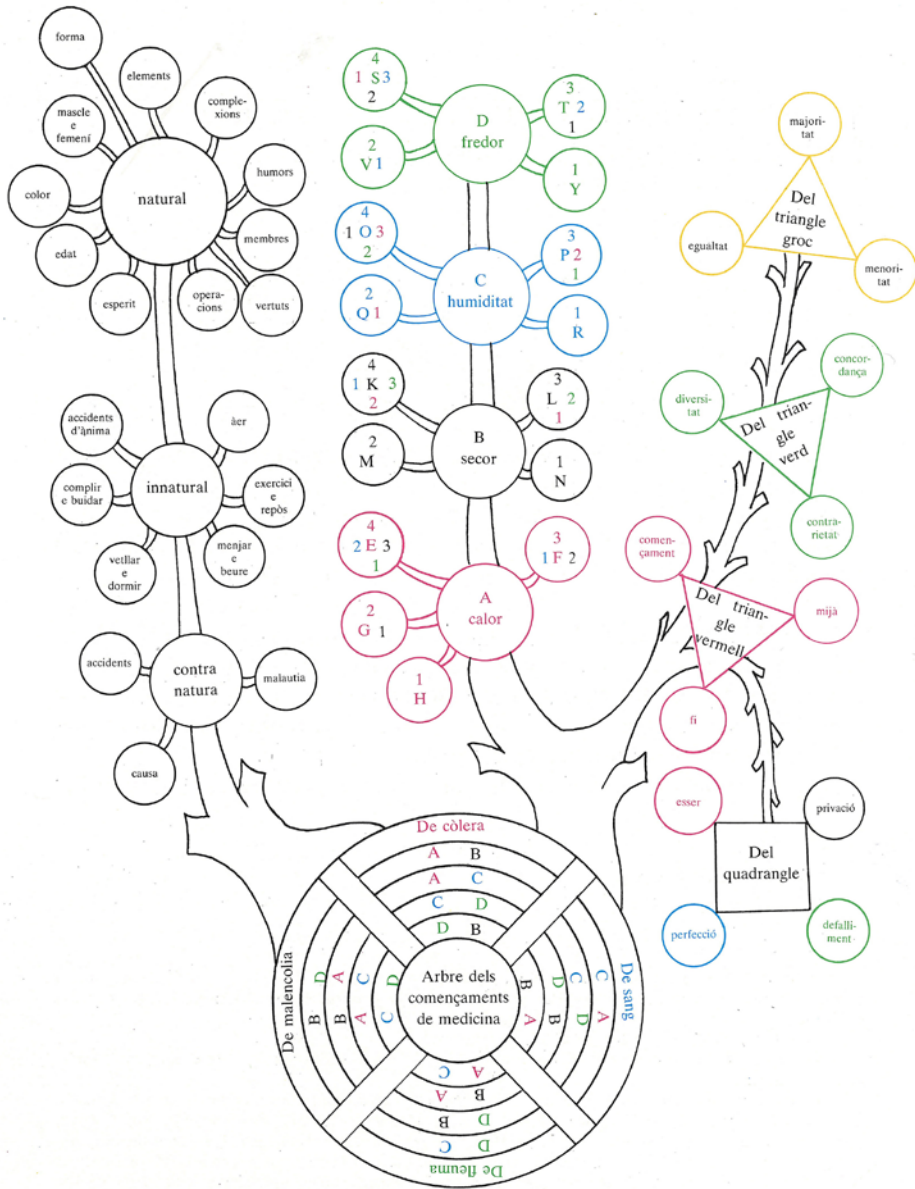 forma
elements
comple-
xions
mascle
e
femení
natural
humors
color
membres
edat
esperit
opera-
cions
vertuts
accidents
d'ànima
àer
innatural
complir
e buidar
exercici
e
repòs
vetllar
e
dormir
menjar
e
beure
accidents
contra
natura
malautia
causa
4
1 S 3
2
D
fredor
3
T 2
1
2
V 1
1
Y
4
1 O 3
2
C
humiditat
3
P 2
1
2
Q 1
1
R
4
1 K 3
2
B
secor
3
L 2
1
2
M
1
N
4
2 E 3
1
A
calor
3
1 F 2
2
G 1
1
H
majori-
tat
Del
triangle
groc
egualtat
menori-
tat
concor-
dança
diversi-
tat
Del trian-
gle
verd
contra-
rietat
comen-
çament
Del trian-
gle
vermell
mijà
fi
esser
privació
Del
quadrangle
perfecció
defalli-
ment
De còlera
A B
A C
C D
D B
De malencolia
B D
B A
A C
C D
Arbre dels
començaments
de medicina
De sang
C A
C D
D B
B A
A C
B A
D B
D C
De fleuma